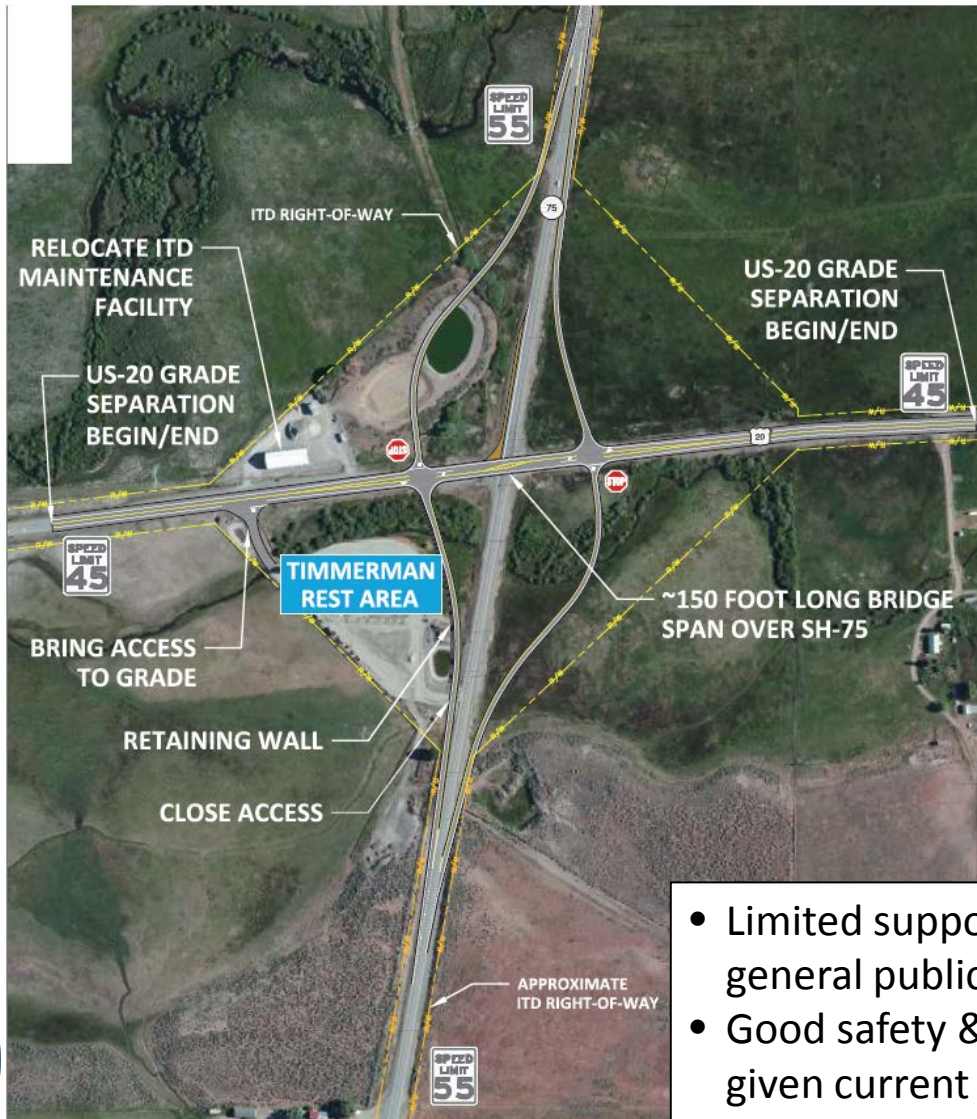 SPEED
LIMIT
55
ITD RIGHT-OF-WAY
75
RELOCATE ITD
MAINTENANCE
FACILITY
US-20 GRADE
SEPARATION
BEGIN/END
US-20 GRADE
SEPARATION
BEGIN/END
SPEED
LIMIT
45
20
STOP
STOP
SPEED
LIMIT
45
TIMMERMAN
REST AREA
~150 FOOT LONG BRIDGE
SPAN OVER SH-75
BRING ACCESS
TO GRADE
RETAINING WALL
CLOSE ACCESS
APPROXIMATE
ITD RIGHT-OF-WAY
SPEED
LIMIT
55
R/W
R/W
R/W
R/W
R/W
R/W
R/W
R/W
R/W
R/W
R/W
R/W
• Limited
general
• Good safety &
given current